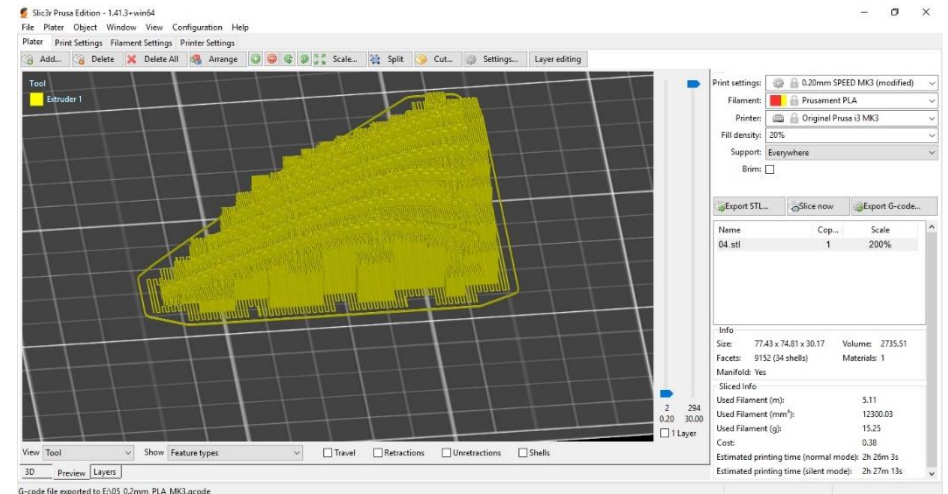 Slic3r Prusa Edition - 1.41.3+win64
File Plater Object Window View Configuration Help
Plater Print Settings Filament Settings Printer Settings
Add... Delete Delete All Arrange Scale... Split Cut... Settings... Layer editing
Tool
Extruder 1
Print settings: 0.20mm SPEED MK3 (modified)
Filament: Prusament PLA
Printer: Original Prusa i3 MK3
Fill density: 20%
Support: Everywhere
Brim:
Export STL... Slice now Export G-code...
Name Cop... Scale
04.stl 1 200%
Info
Size: 77.43 x 74.81 x 30.17 Volume: 2735.51
Facets: 9152 (34 shells) Materials: 1
Manifold: Yes
Sliced Info
Used Filament (m): 5.11
Used Filament (mm³): 12300.03
Used Filament (g): 15.25
Cost: 0.38
Estimated printing time (normal mode): 2h 26m 3s
Estimated printing time (silent mode): 2h 27m 13s
2 294
0.20 30.00
1 Layer
View Tool Show Feature types Travel Retractions Unretractions Shells
3D Preview Layers
G-code file exported to E:\05_0.2mm_PLA_MK3.gcode